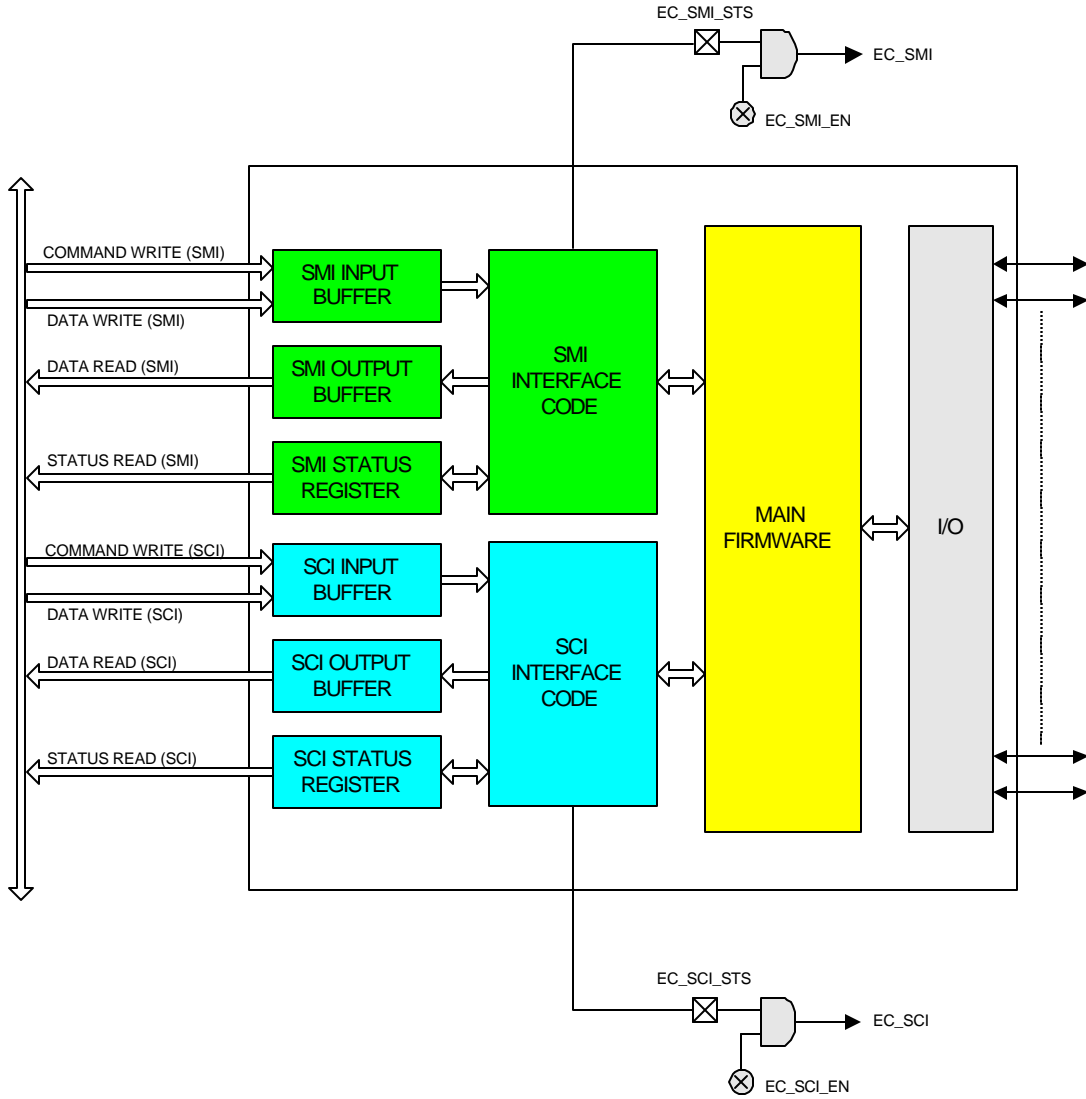 EC_SMI_STS
EC_SMI
EC_SMI_EN
COMMAND WRITE (SMI)
DATA WRITE (SMI)
DATA READ (SMI)
STATUS READ (SMI)
COMMAND WRITE (SCI)
DATA WRITE (SCI)
DATA READ (SCI)
STATUS READ (SCI)
SMI INPUT
BUFFER
SMI OUTPUT
BUFFER
SMI STATUS
REGISTER
SCI INPUT
BUFFER
SCI OUTPUT
BUFFER
SCI STATUS
REGISTER
SMI
INTERFACE
CODE
SCI
INTERFACE
CODE
MAIN
FIRMWARE
I/O
EC_SCI_STS
EC_SCI
EC_SCI_EN